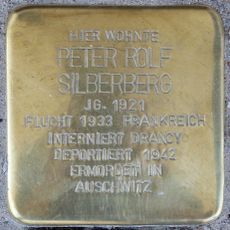 HIER WOHNTE
PETER ROLF
SILBERBERG
JG. 1921
FLUCHT 1933 FRANKREICH
INTERNIERT DRANCY
DEPORTIERT 1942
ERMORDET IN
AUSCHWITZ